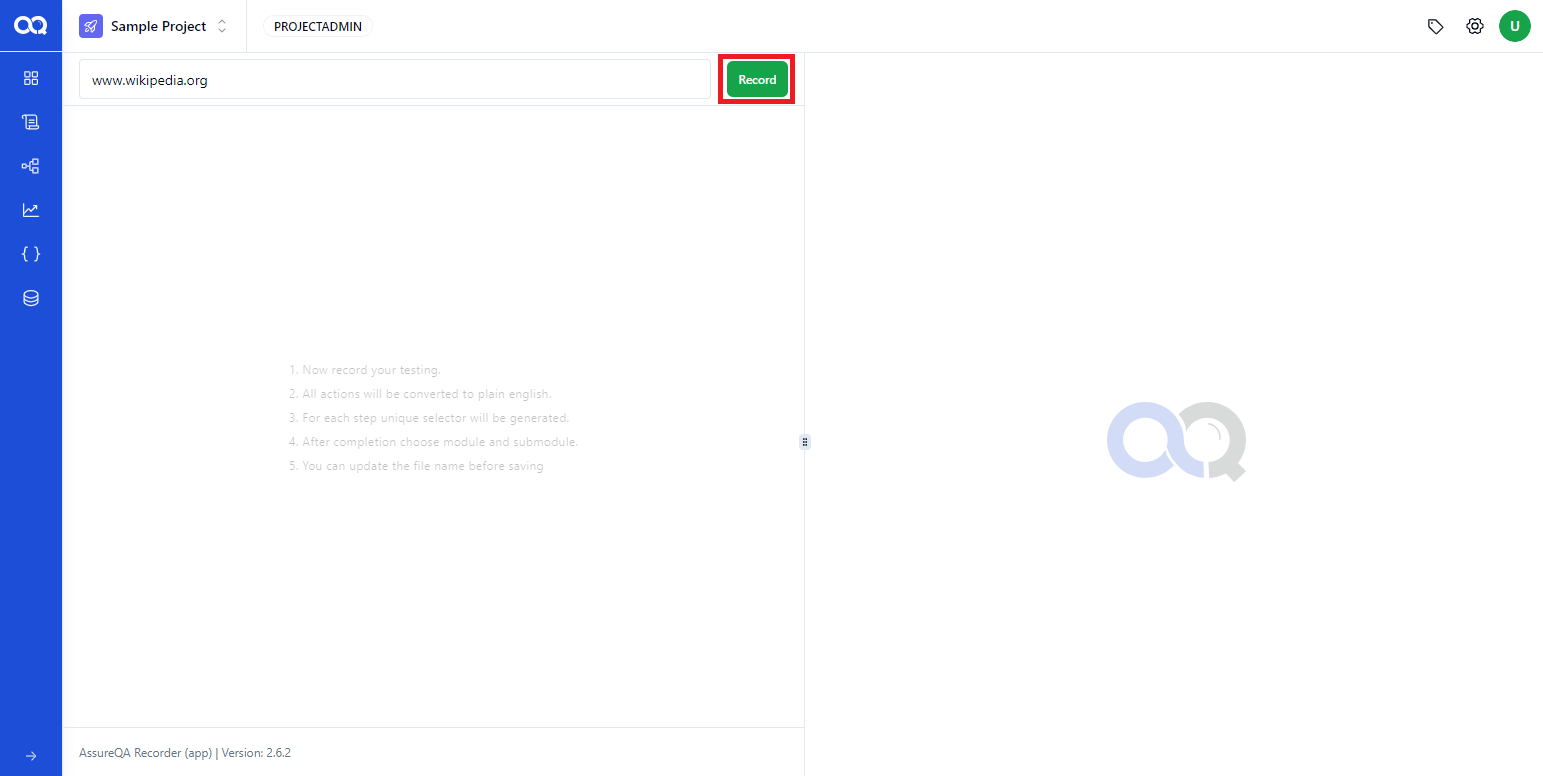 Sample Project
PROJECTADMIN
U
www.wikipedia.org
Record
1. Now record your testing.
2. All actions will be converted to plain english.
3. For each step unique selector will be generated.
4. After completion choose module and submodule.
5. You can update the file name before saving
AssureQA Recorder (app) | Version: 2.6.2